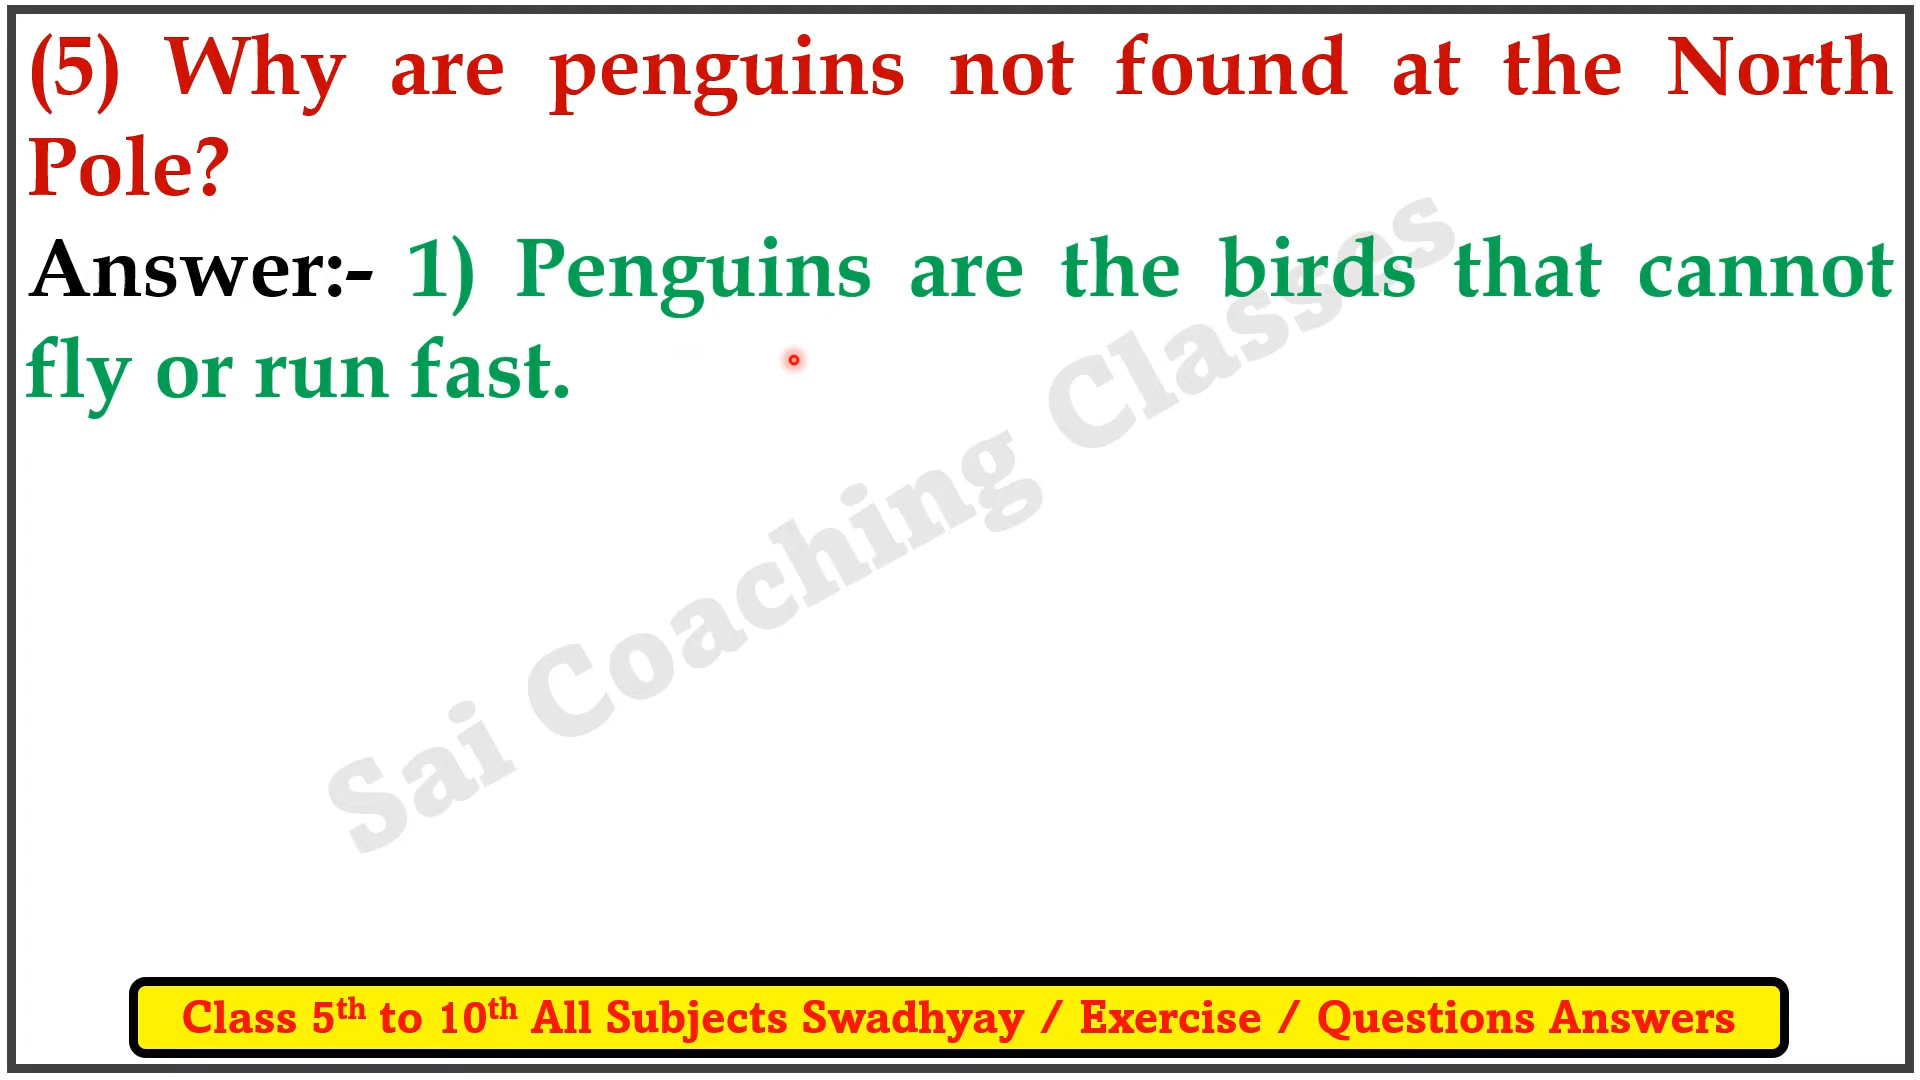 (5) Why are penguins not found at the North
Pole?
Answer:- 1) Penguins are the birds that cannot
fly or run fast.
Sai Coaching Classes
Class 5th to 10th All Subjects Swadhyay / Exercise / Questions Answers